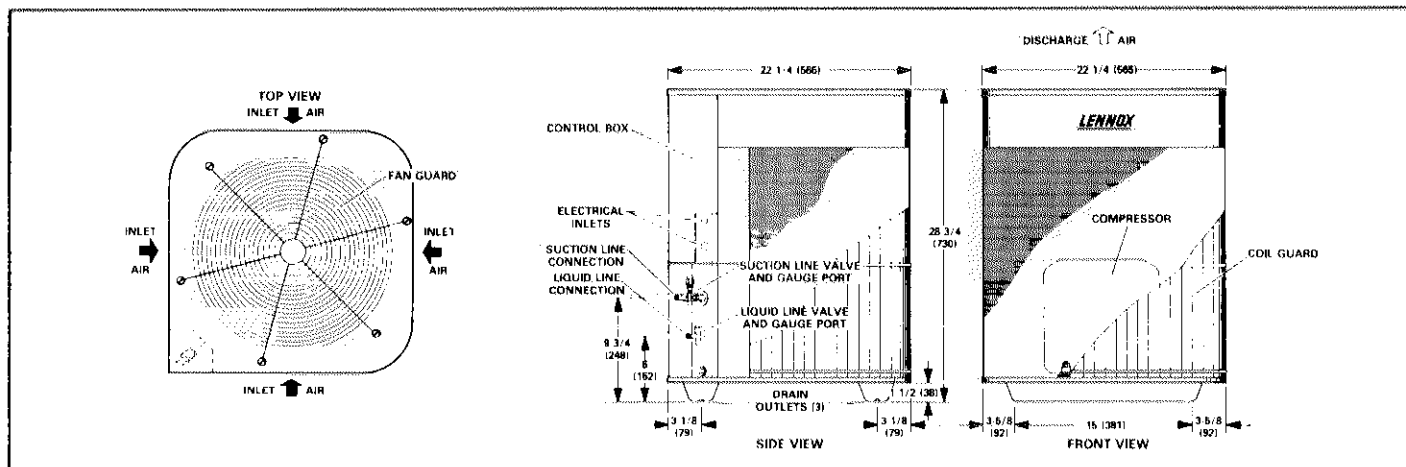 TOP VIEW
INLET AIR
FAN GUARD
INLET
AIR
INLET
AIR
INLET AIR
DISCHARGE AIR
22 1/4 (565)
CONTROL BOX
ELECTRICAL
INLETS
SUCTION LINE
CONNECTION
LIQUID LINE
CONNECTION
SUCTION LINE VALVE
AND GAUGE PORT
LIQUID LINE VALVE
AND GAUGE PORT
9 3/4
(248)
6
(152)
28 3/4
(730)
1/2 (38)
DRAIN
OUTLETS (3)
3 1/8
(79)
3 1/8
(79)
SIDE VIEW
22 1/4 (565)
LENNOX
COMPRESSOR
COIL GUARD
3-5/8
(92)
15 (381)
3-5/8
(92)
FRONT VIEW